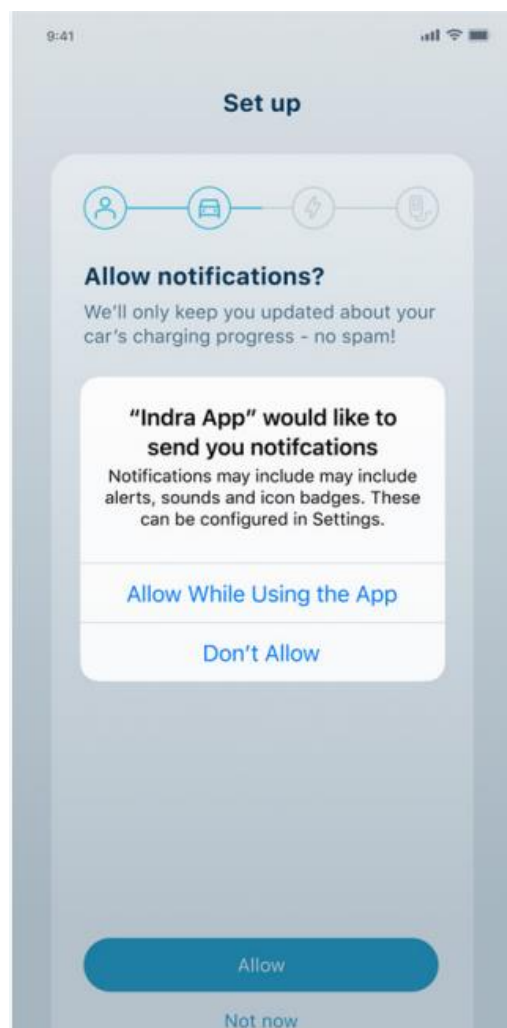 9:41
Set up
Allow notifications?
We'll only keep you updated about your
car's charging progress - no spam!
“Indra App” would like to
send you notifcations
Notifications may include may include
alerts, sounds and icon badges. These
can be configured in Settings.
Allow While Using the App
Don't Allow
Allow
Not now